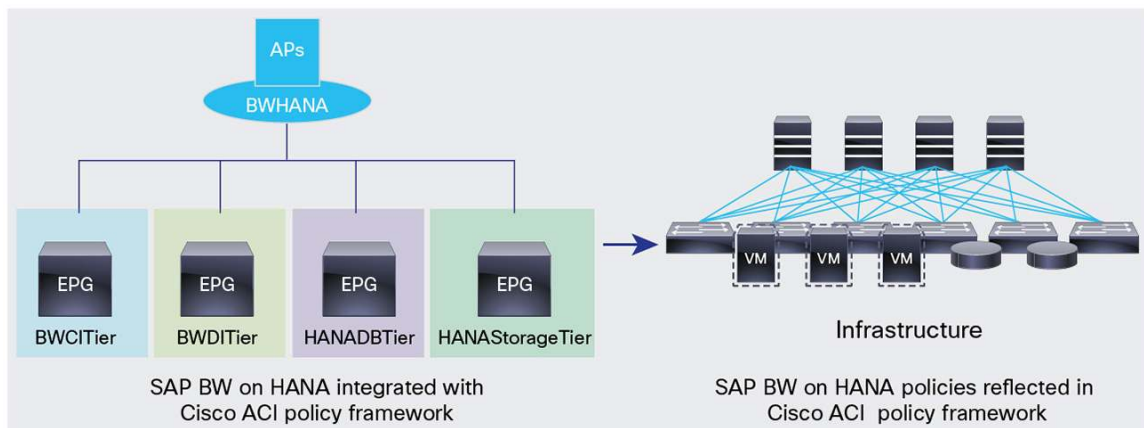 APs
BWHANA
EPG
BWCITier
EPG
BWDITier
EPG
HANADBTier
EPG
HANAStorageTier
SAP BW on HANA integrated with
Cisco ACI policy framework
VM
VM
VM
Infrastructure
SAP BW on HANA policies reflected in
Cisco ACI policy framework